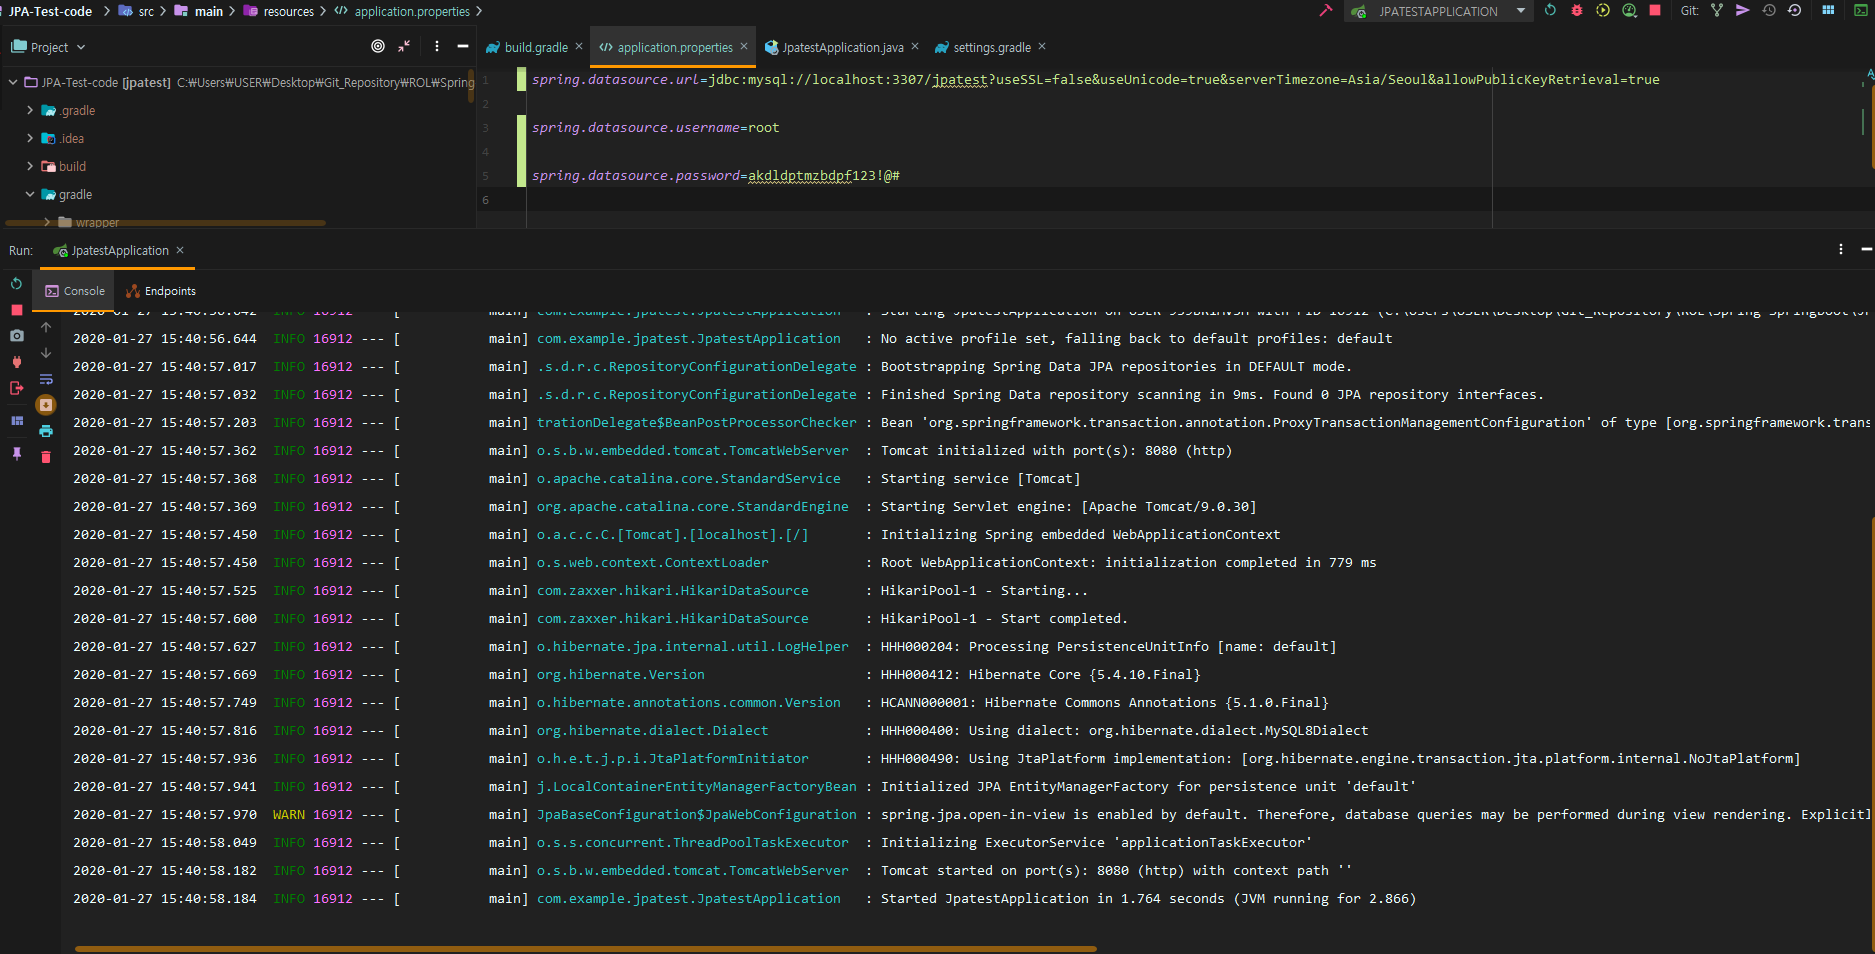 JPA-Test-code > src > main > resources > application.properties >
JPATESTAPPLICATION
Git:
Project
build.gradle ×
application.properties ×
JpatestApplication.java ×
settings.gradle ×
JPA-Test-code [jpatest] C:₩Users₩USER₩Desktop₩Git_Repository₩ROL₩Spring
.gradle
.idea
build
gradle
wrapper
1 spring.datasource.url=jdbc:mysql://localhost:3307/jpatest?useSSL=false&useUnicode=true&serverTimezone=Asia/Seoul&allowPublicKeyRetrieval=true
2
3 spring.datasource.username=root
4
5 spring.datasource.password=akdldptmzbdpf123!@#
6
Run: JpatestApplication ×
Console
Endpoints
INFO 16912 --- [ main] com.example.jpatest.JpatestApplication : Starting JpatestApplication on
2020-01-27 15:40:56.644 INFO 16912 --- [ main] com.example.jpatest.JpatestApplication : No active profile set, falling back to default profiles: default
2020-01-27 15:40:57.017 INFO 16912 --- [ main] .s.d.r.c.RepositoryConfigurationDelegate : Bootstrapping Spring Data JPA repositories in DEFAULT mode.
2020-01-27 15:40:57.032 INFO 16912 --- [ main] .s.d.r.c.RepositoryConfigurationDelegate : Finished Spring Data repository scanning in 9ms. Found 0 JPA repository interfaces.
2020-01-27 15:40:57.203 INFO 16912 --- [ main] trationDelegate$BeanPostProcessorChecker : Bean 'org.springframework.transaction.annotation.ProxyTransactionManagementConfiguration' of type [org.springframework.trans
2020-01-27 15:40:57.362 INFO 16912 --- [ main] o.s.b.w.embedded.tomcat.TomcatWebServer : Tomcat initialized with port(s): 8080 (http)
2020-01-27 15:40:57.368 INFO 16912 --- [ main] o.apache.catalina.core.StandardService : Starting service [Tomcat]
2020-01-27 15:40:57.369 INFO 16912 --- [ main] org.apache.catalina.core.StandardEngine : Starting Servlet engine: [Apache Tomcat/9.0.30]
2020-01-27 15:40:57.450 INFO 16912 --- [ main] o.a.c.c.C.[Tomcat].[localhost].[/] : Initializing Spring embedded WebApplicationContext
2020-01-27 15:40:57.450 INFO 16912 --- [ main] o.s.web.context.ContextLoader : Root WebApplicationContext: initialization completed in 779 ms
2020-01-27 15:40:57.525 INFO 16912 --- [ main] com.zaxxer.hikari.HikariDataSource : HikariPool-1 - Starting...
2020-01-27 15:40:57.600 INFO 16912 --- [ main] com.zaxxer.hikari.HikariDataSource : HikariPool-1 - Start completed.
2020-01-27 15:40:57.627 INFO 16912 --- [ main] o.hibernate.jpa.internal.util.LogHelper : HHH000204: Processing PersistenceUnitInfo [name: default]
2020-01-27 15:40:57.669 INFO 16912 --- [ main] org.hibernate.Version : HHH000412: Hibernate Core {5.4.10.Final}
2020-01-27 15:40:57.749 INFO 16912 --- [ main] o.hibernate.annotations.common.Version : HCANN000001: Hibernate Commons Annotations {5.1.0.Final}
2020-01-27 15:40:57.816 INFO 16912 --- [ main] org.hibernate.dialect.Dialect : HHH000400: Using dialect: org.hibernate.dialect.MySQL8Dialect
2020-01-27 15:40:57.936 INFO 16912 --- [ main] o.h.e.t.j.p.i.JtaPlatformInitiator : HHH000490: Using JtaPlatform implementation: [org.hibernate.engine.transaction.jta.platform.internal.NoJtaPlatform]
2020-01-27 15:40:57.941 INFO 16912 --- [ main] j.LocalContainerEntityManagerFactoryBean : Initialized JPA EntityManagerFactory for persistence unit 'default'
2020-01-27 15:40:57.970 WARN 16912 --- [ main] JpaBaseConfiguration$JpaWebConfiguration : spring.jpa.open-in-view is enabled by default. Therefore, database queries may be performed during view rendering. Explicitl
2020-01-27 15:40:58.049 INFO 16912 --- [ main] o.s.s.concurrent.ThreadPoolTaskExecutor : Initializing ExecutorService 'applicationTaskExecutor'
2020-01-27 15:40:58.182 INFO 16912 --- [ main] o.s.b.w.embedded.tomcat.TomcatWebServer : Tomcat started on port(s): 8080 (http) with context path ''
2020-01-27 15:40:58.184 INFO 16912 --- [ main] com.example.jpatest.JpatestApplication : Started JpatestApplication in 1.764 seconds (JVM running for 2.866)